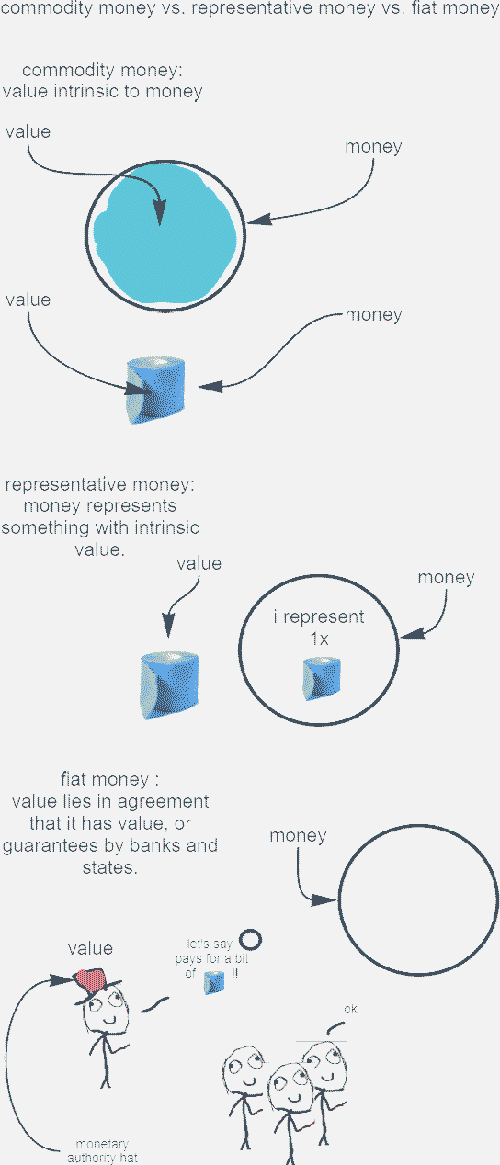 commodity money vs. representative money vs. fiat money
commodity money:
value intrinsic to money
value
money
value
money
representative money:
money represents
something with intrinsic
value.
value
money
i represent
1x
fiat money :
value lies in agreement
that it has value, or
guarantees by banks and
states.
money
value
let's say
pays for a bit
of !!
ok
monetary
authority hat